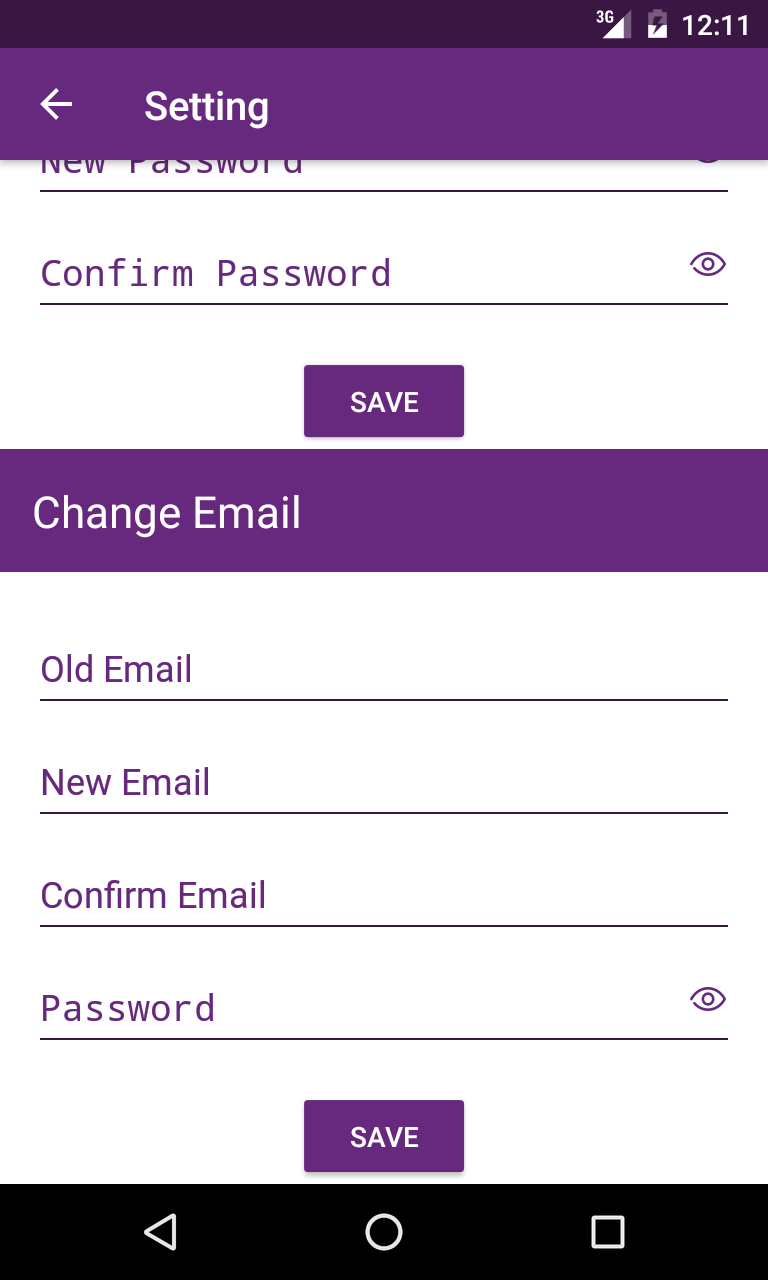 3G 12:11
Setting
New Password
Confirm Password
SAVE
Change Email
Old Email
New Email
Confirm Email
Password
SAVE